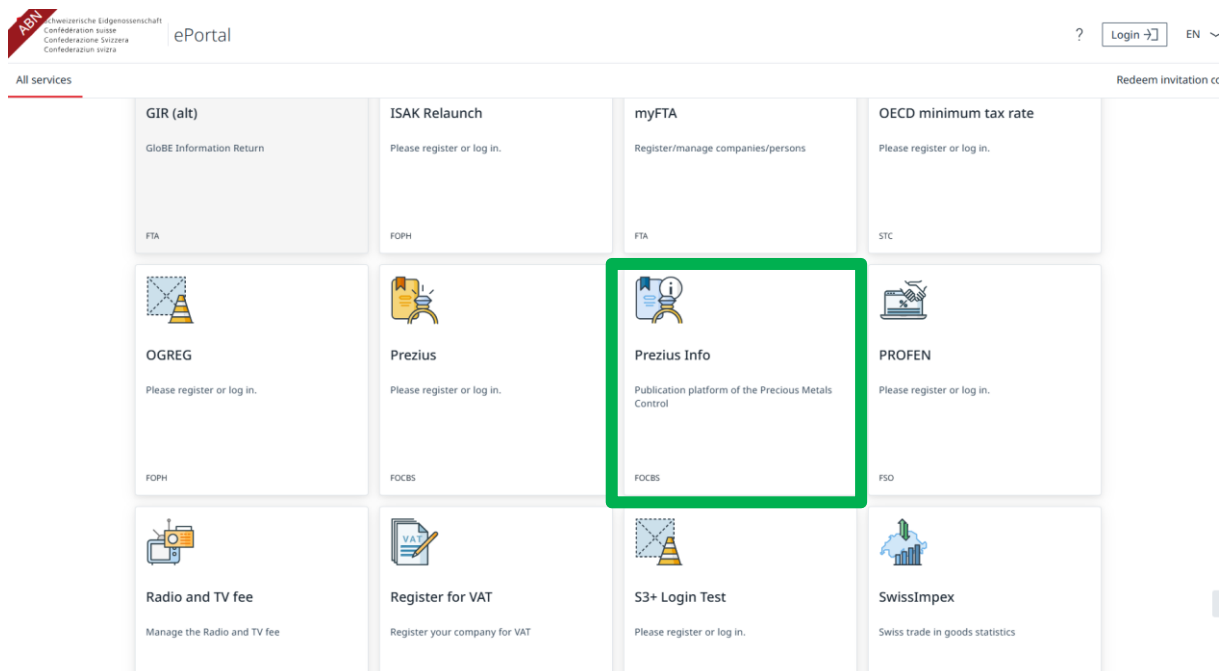 ABN
Schweizerische Eidgenossenschaft
Confédération suisse
Confederazione Svizzera
Confederaziun svizra
ePortal
?
Login
EN
All services
Redeem invitation co
GIR (alt)
ISAK Relaunch
myFTA
OECD minimum tax rate
GloBE Information Return
Please register or log in.
Register/manage companies/persons
Please register or log in.
FTA
FOPH
FTA
STC
OGREG
Prezius
Prezius Info
PROFEN
Please register or log in.
Please register or log in.
Publication platform of the Precious Metals
Control
Please register or log in.
FOPH
FOCBS
FOCBS
FSO
VAT
Radio and TV fee
Register for VAT
S3+ Login Test
SwissImpex
Manage the Radio and TV fee
Register your company for VAT
Please register or log in.
Swiss trade in goods statistics